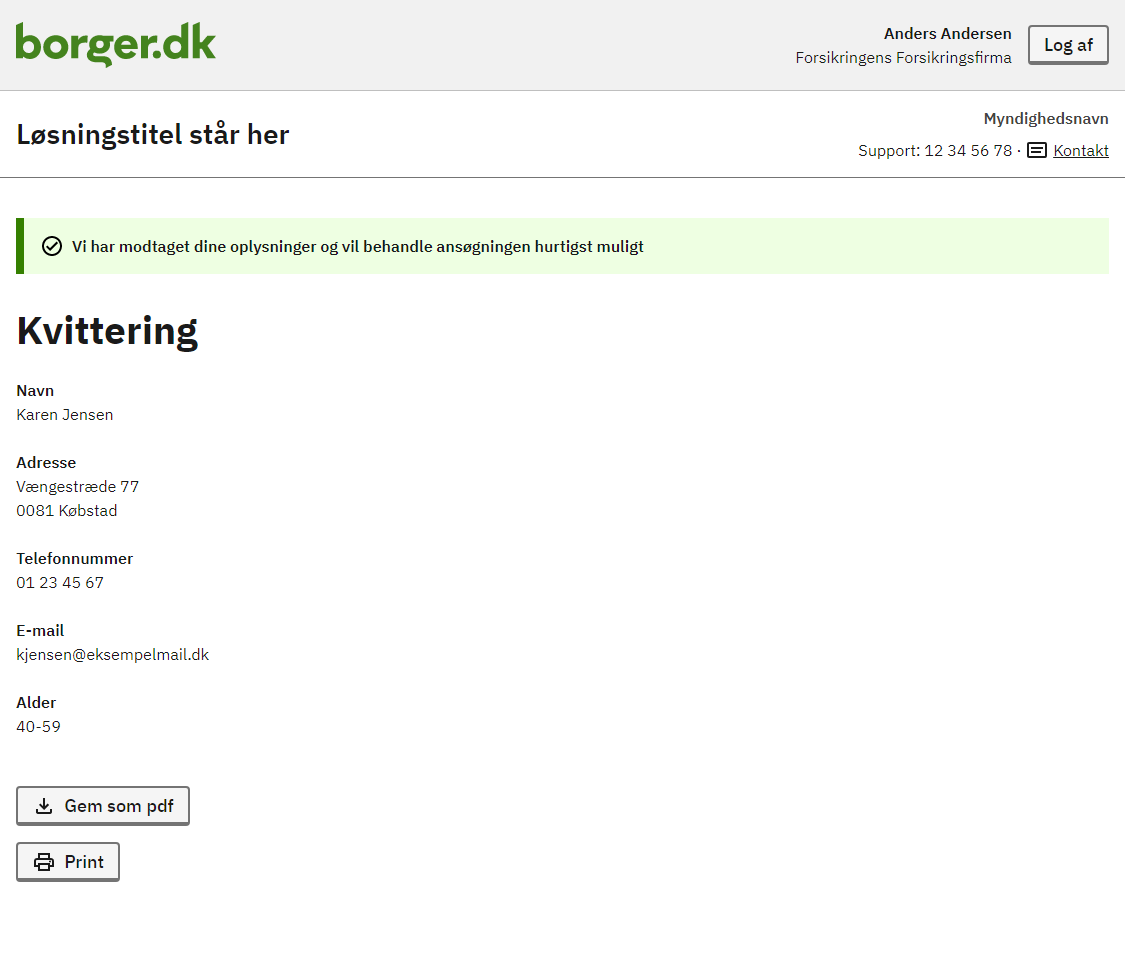 borger.dk
Anders Andersen
Forsikringens Forsikringsfirma
Log af
Løsningstitel står her
Myndighedsnavn
Support: 12 34 56 78 · Kontakt
Vi har modtaget dine oplysninger og vil behandle ansøgningen hurtigst muligt
Kvittering
Navn
Karen Jensen
Adresse
Vængestræde 77
0081 Købstad
Telefonnummer
01 23 45 67
E-mail
kjensen@eksempelmail.dk
Alder
40-59
Gem som pdf
Print